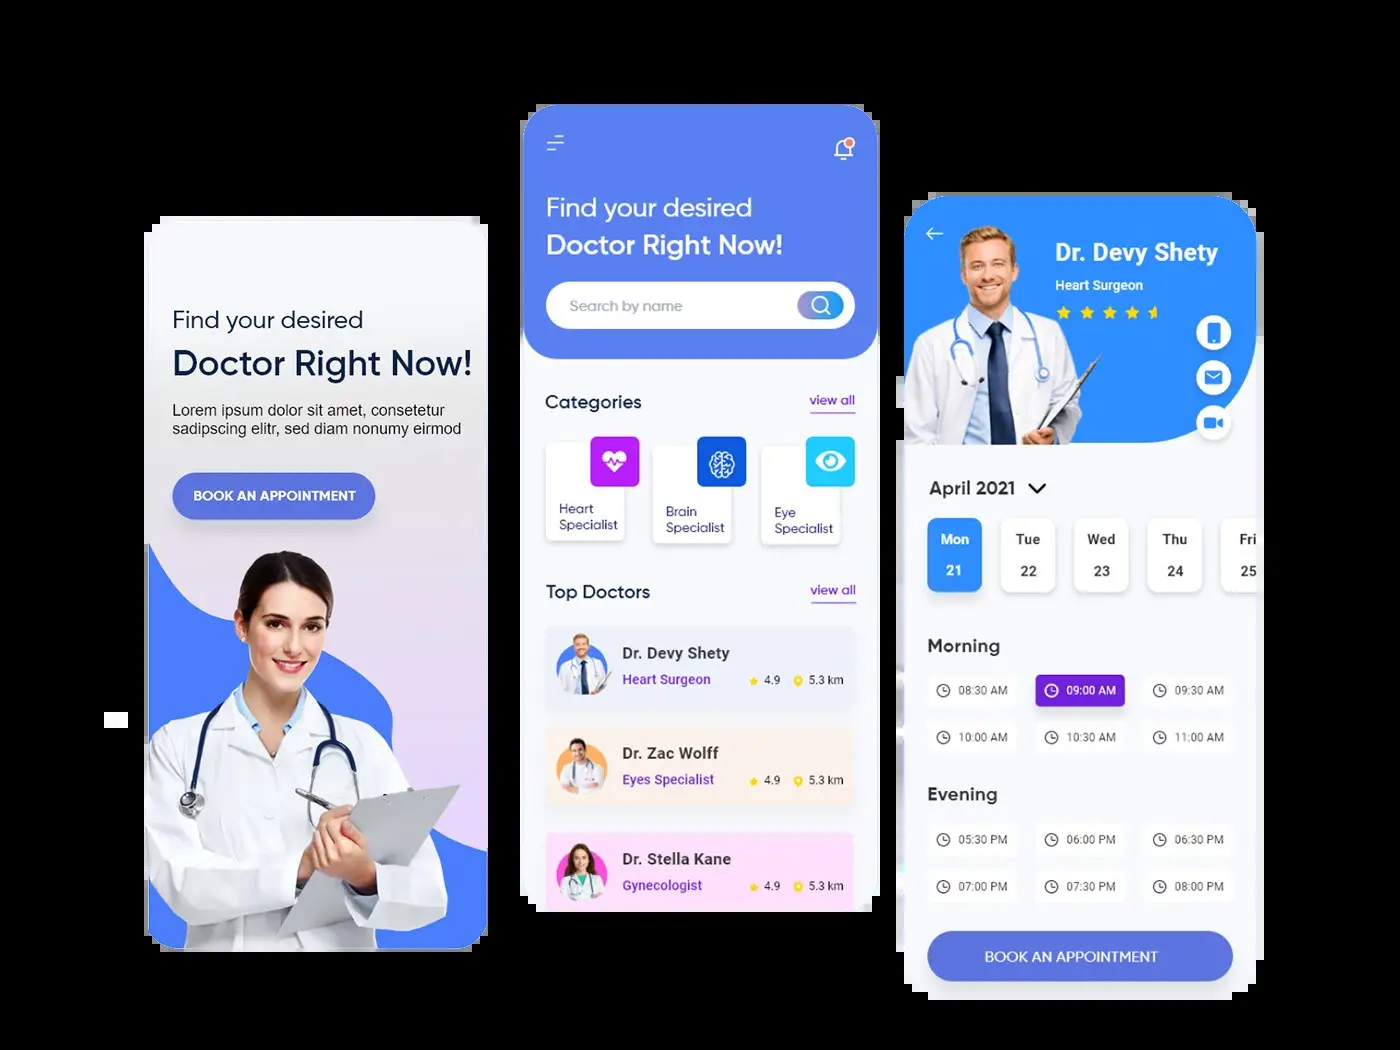 Find your desired
Doctor Right Now!
Lorem ipsum dolor sit amet, consetetur
sadipscing elitr, sed diam nonumy eirmod
BOOK AN APPOINTMENT
Find your desired
Doctor Right Now!
Search by name
Categories
view all
Heart
Specialist
Brain
Specialist
Eye
Specialist
Top Doctors
view all
Dr. Devy Shety
Heart Surgeon
4.9
5.3 km
Dr. Zac Wolff
Eyes Specialist
4.9
5.3 km
Dr. Stella Kane
Gynecologist
4.9
5.3 km
Dr. Devy Shety
Heart Surgeon
April 2021
Mon
21
Tue
22
Wed
23
Thu
24
Fri
25
Morning
08:30 AM
09:00 AM
09:30 AM
10:00 AM
10:30 AM
11:00 AM
Evening
05:30 PM
06:00 PM
06:30 PM
07:00 PM
07:30 PM
08:00 PM
BOOK AN APPOINTMENT